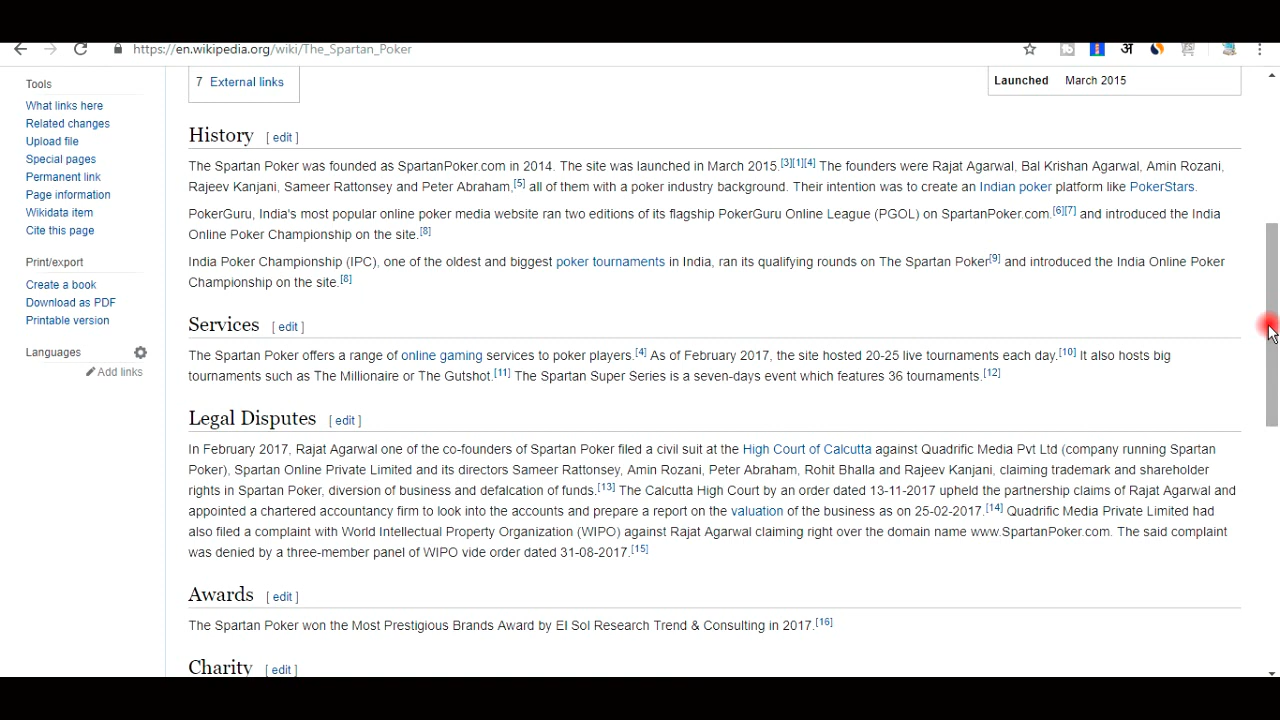 https://en.wikipedia.org/wiki/The_Spartan_Poker
Tools
What links here
Related changes
Upload file
Special pages
Permanent link
Page information
Wikidata item
Cite this page
Print/export
Create a book
Download as PDF
Printable version
Languages
Add links
7 External links
Launched March 2015
History [ edit ]
The Spartan Poker was founded as SpartanPoker.com in 2014. The site was launched in March 2015.[3][1][4] The founders were Rajat Agarwal, Bal Krishan Agarwal, Amin Rozani,
Rajeev Kanjani, Sameer Rattonsey and Peter Abraham,[5] all of them with a poker industry background. Their intention was to create an Indian poker platform like PokerStars.
PokerGuru, India's most popular online poker media website ran two editions of its flagship PokerGuru Online League (PGOL) on SpartanPoker.com.[6][7] and introduced the India
Online Poker Championship on the site.[8]
India Poker Championship (IPC), one of the oldest and biggest poker tournaments in India, ran its qualifying rounds on The Spartan Poker[9] and introduced the India Online Poker
Championship on the site.[8]
Services [ edit ]
The Spartan Poker offers a range of online gaming services to poker players.[4] As of February 2017, the site hosted 20-25 live tournaments each day.[10] It also hosts big
tournaments such as The Millionaire or The Gutshot.[11] The Spartan Super Series is a seven-days event which features 36 tournaments.[12]
Legal Disputes [ edit ]
In February 2017, Rajat Agarwal one of the co-founders of Spartan Poker filed a civil suit at the High Court of Calcutta against Quadrific Media Pvt Ltd (company running Spartan
Poker), Spartan Online Private Limited and its directors Sameer Rattonsey, Amin Rozani, Peter Abraham, Rohit Bhalla and Rajeev Kanjani, claiming trademark and shareholder
rights in Spartan Poker, diversion of business and defalcation of funds.[13] The Calcutta High Court by an order dated 13-11-2017 upheld the partnership claims of Rajat Agarwal and
appointed a chartered accountancy firm to look into the accounts and prepare a report on the valuation of the business as on 25-02-2017.[14] Quadrific Media Private Limited had
also filed a complaint with World Intellectual Property Organization (WIPO) against Rajat Agarwal claiming right over the domain name www.SpartanPoker.com. The said complaint
was denied by a three-member panel of WIPO vide order dated 31-08-2017.[15]
Awards [ edit ]
The Spartan Poker won the Most Prestigious Brands Award by El Sol Research Trend & Consulting in 2017.[16]
Charity [ edit ]